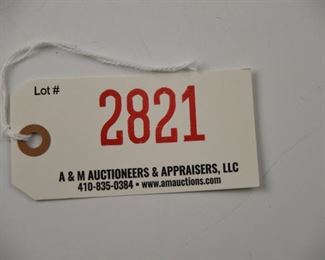 Lot #
2821
A & M AUCTIONEERS & APPRAISERS, LLC
410-835-0384 • www.amauctions.com